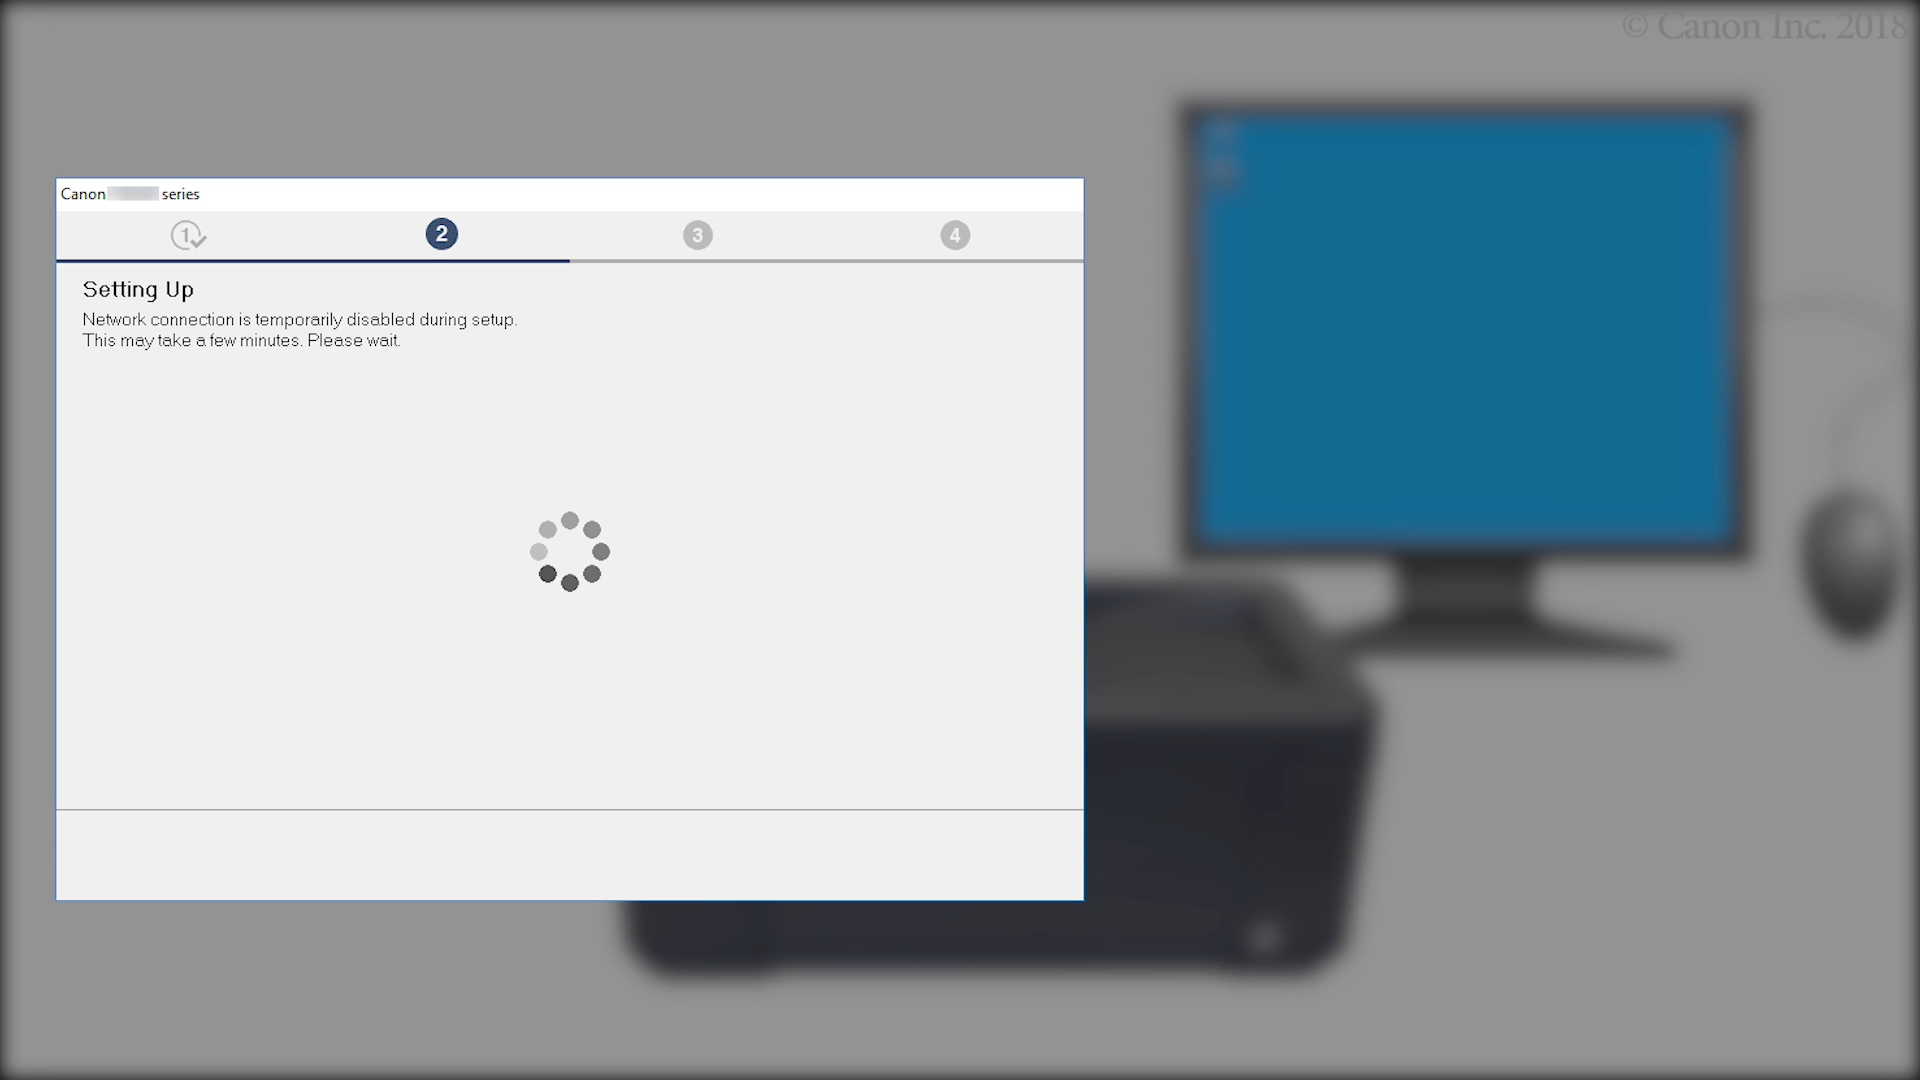 © Canon Inc. 2018
Canon series
1 2 3 4
Setting Up
Network connection is temporarily disabled during setup.
This may take a few minutes. Please wait.